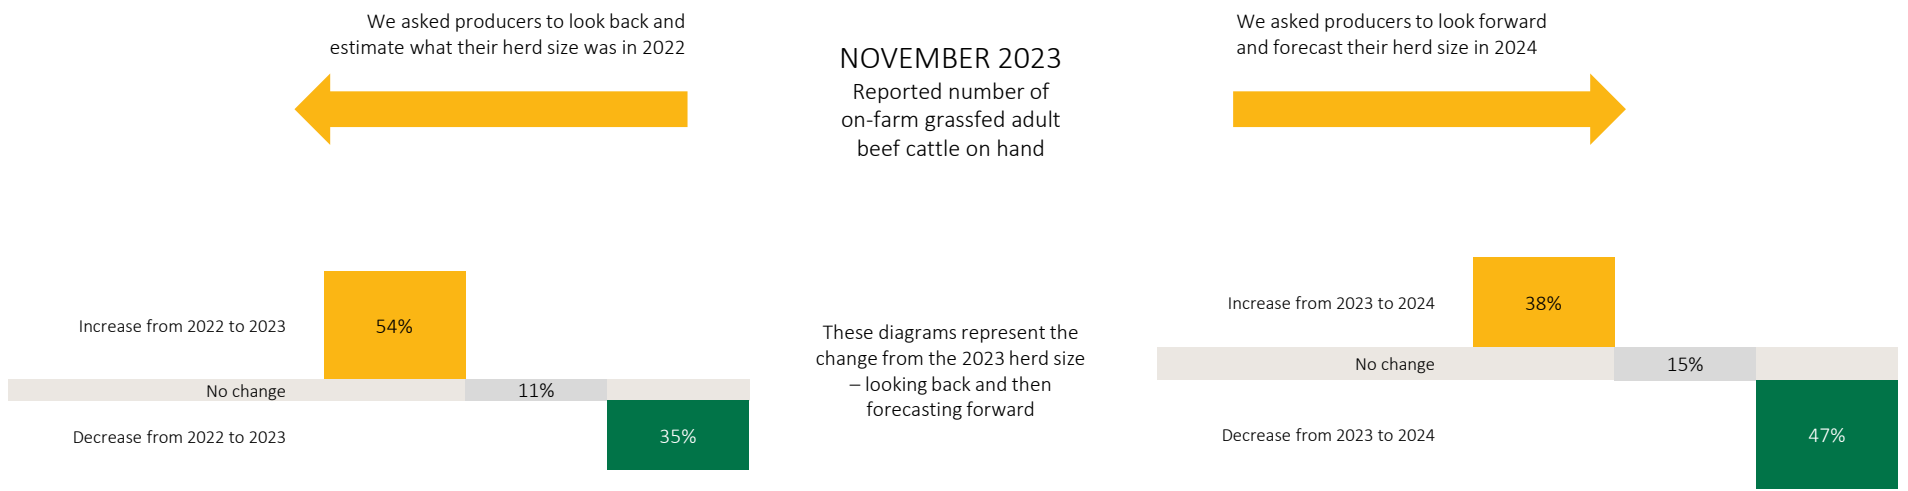 We asked producers to look back and
estimate what their herd size was in 2022
NOVEMBER 2023
Reported number of
on-farm grassfed adult
beef cattle on hand
We asked producers to look forward
and forecast their herd size in 2024
Increase from 2022 to 2023
54%
No change
11%
Decrease from 2022 to 2023
35%
These diagrams represent the
change from the 2023 herd size
– looking back and then
forecasting forward
Increase from 2023 to 2024
38%
No change
15%
Decrease from 2023 to 2024
47%